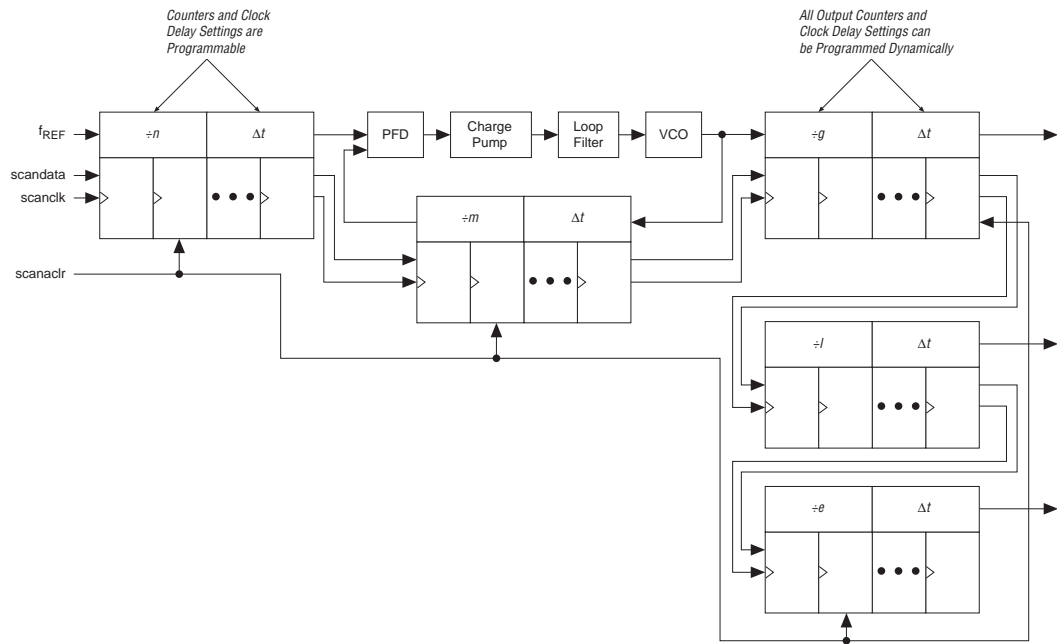 Counters and Clock
Delay Settings are
Programmable
All Output Counters and
Clock Delay Settings can
be Programmed Dynamically
f_REF
÷n
Δt
PFD
Charge
Pump
Loop
Filter
VCO
÷g
Δt
scandata
scanclk
÷m
Δt
scanaclr
÷l
Δt
÷e
Δt